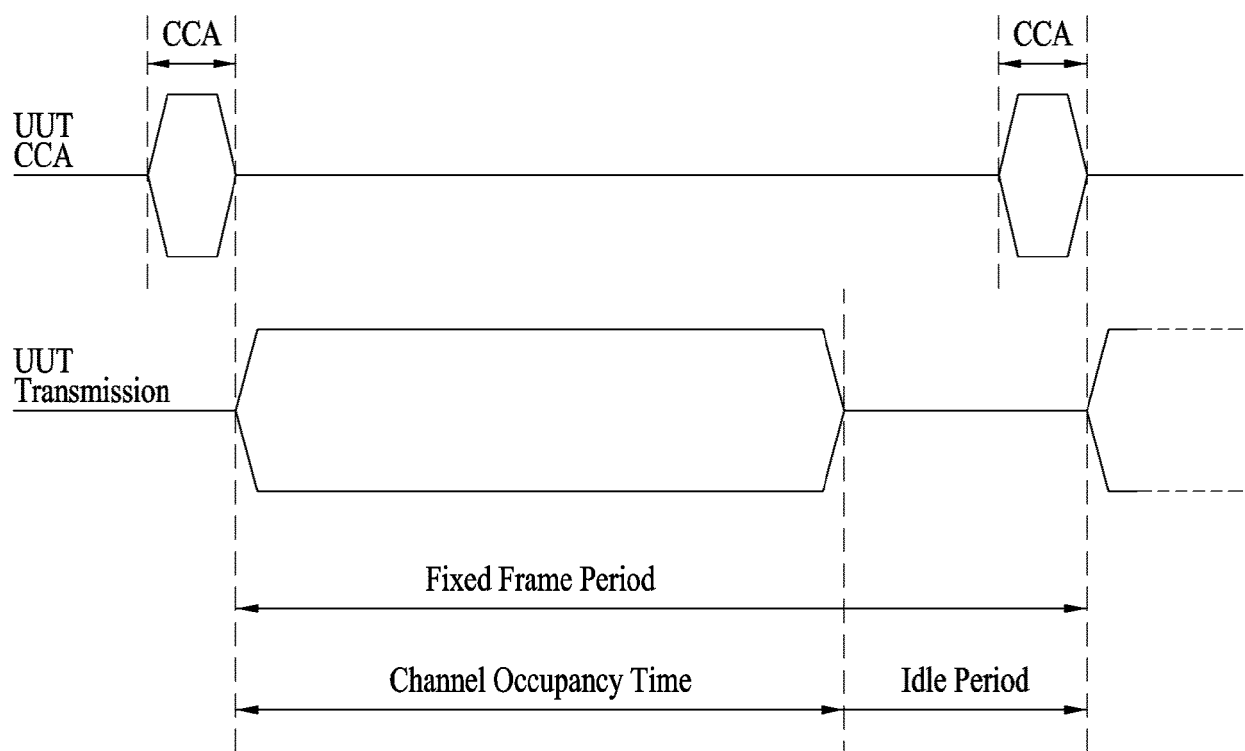 CCA
CCA
UUT
CCA
UUT
Transmission
Fixed Frame Period
Channel Occupancy Time
Idle Period